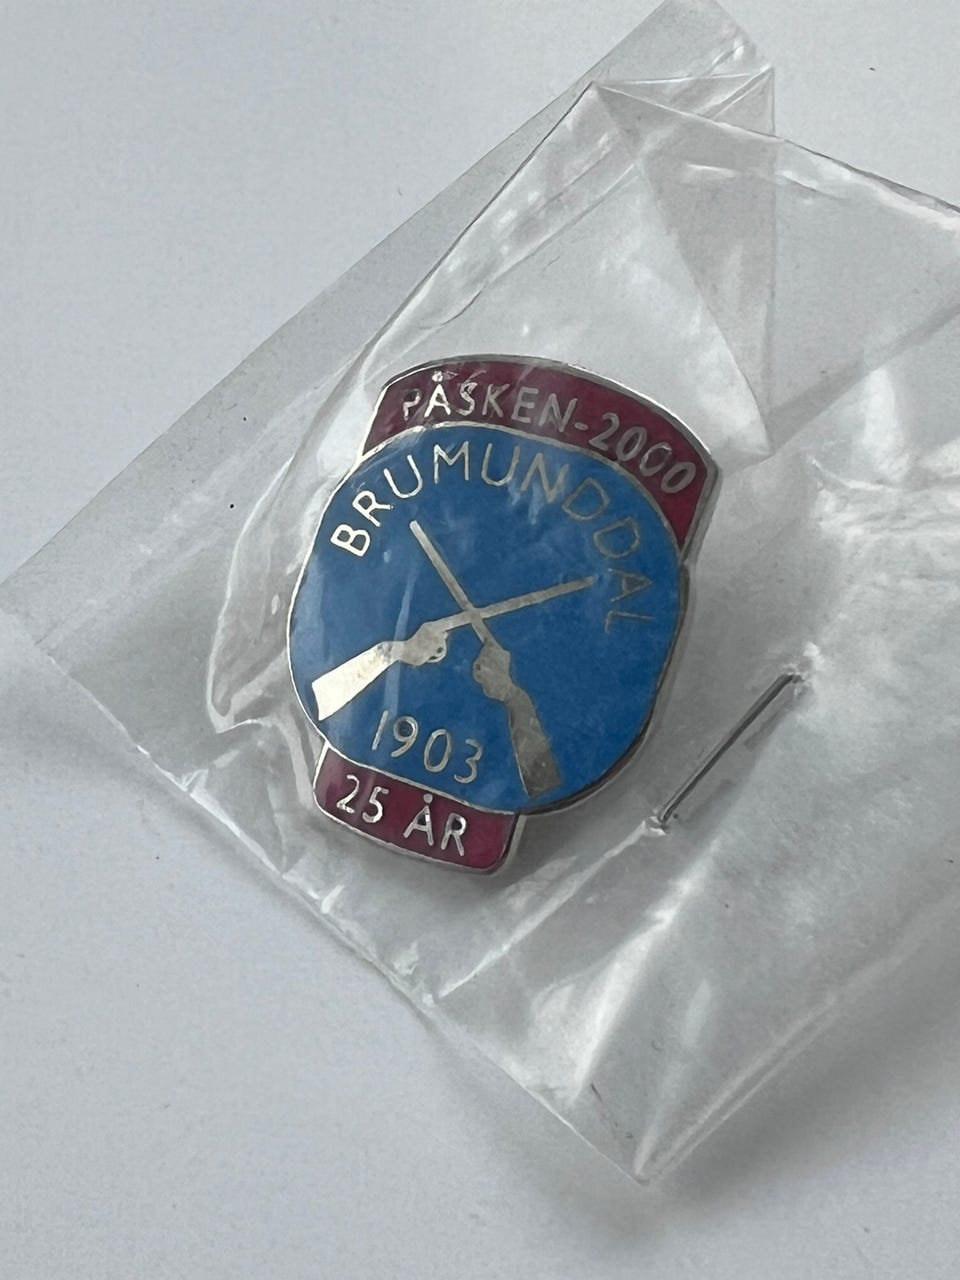 PÅSKEN-2000
BRUMUNDDAL
1903
25 ÅR